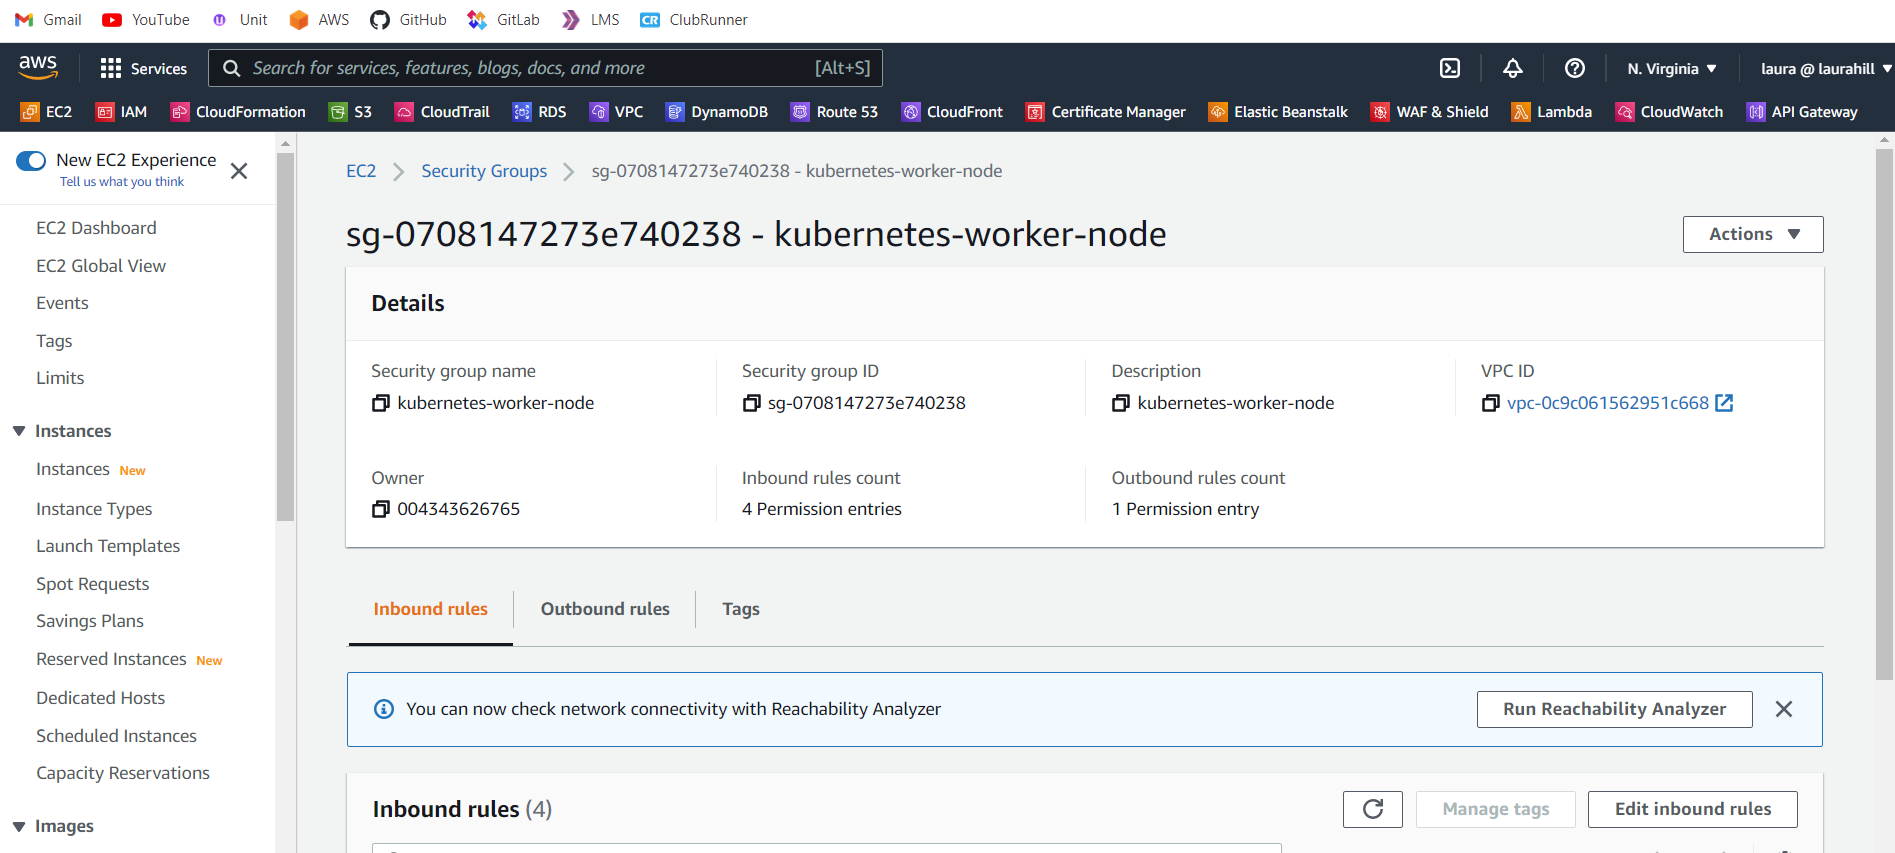 Gmail YouTube Unit AWS GitHub GitLab LMS CR ClubRunner
aws Services Search for services, features, blogs, docs, and more [Alt+S] N. Virginia ▼ laura @ laurahill ▼
EC2 IAM CloudFormation S3 CloudTrail RDS VPC DynamoDB Route 53 CloudFront Certificate Manager Elastic Beanstalk WAF & Shield Lambda CloudWatch API Gateway
New EC2 Experience
Tell us what you think
EC2 Dashboard
EC2 Global View
Events
Tags
Limits
Instances
Instances New
Instance Types
Launch Templates
Spot Requests
Savings Plans
Reserved Instances New
Dedicated Hosts
Scheduled Instances
Capacity Reservations
Images
EC2 > Security Groups > sg-0708147273e740238 - kubernetes-worker-node
sg-0708147273e740238 - kubernetes-worker-node
Actions ▼
Details
Security group name
kubernetes-worker-node
Security group ID
sg-0708147273e740238
Description
kubernetes-worker-node
VPC ID
vpc-0c9c061562951c668
Owner
004343626765
Inbound rules count
4 Permission entries
Outbound rules count
1 Permission entry
Inbound rules Outbound rules Tags
You can now check network connectivity with Reachability Analyzer
Run Reachability Analyzer
Inbound rules (4)
Manage tags
Edit inbound rules